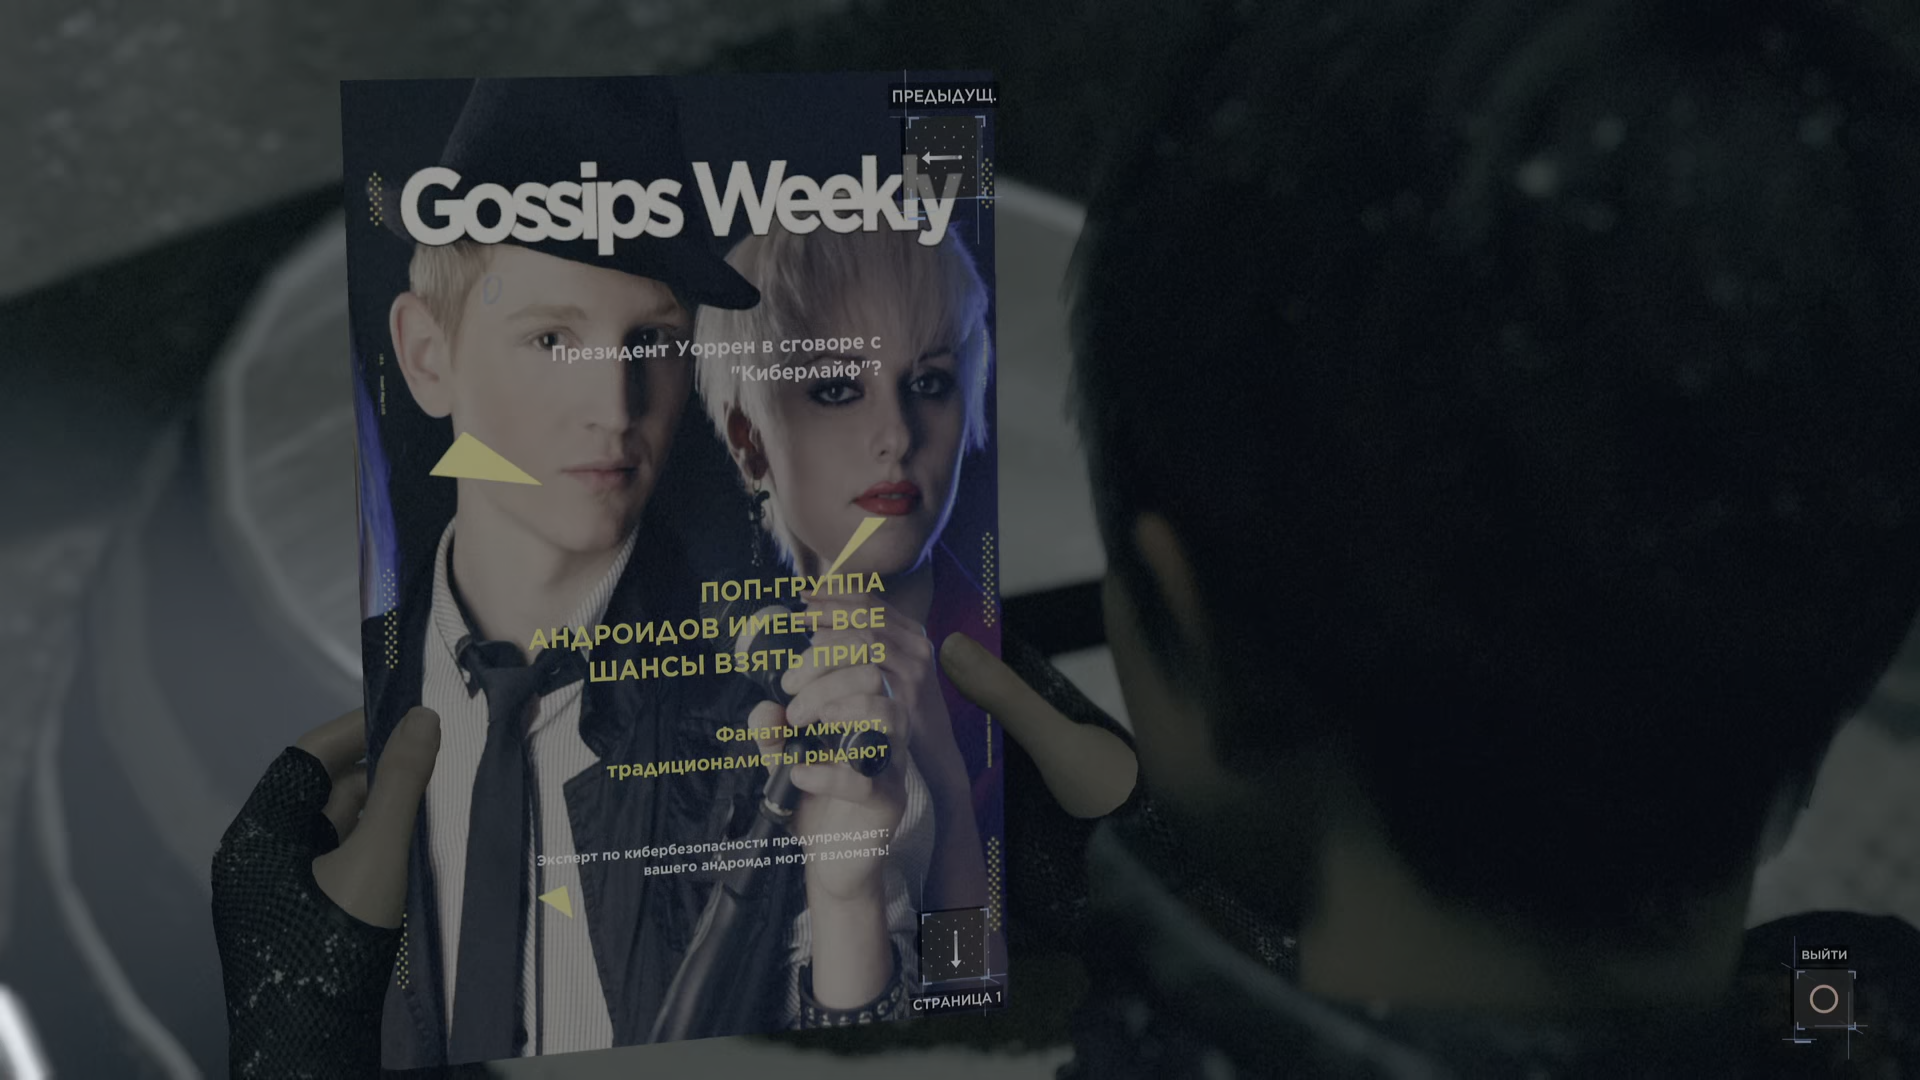 ПРЕДЫДУЩ.
Gossips Weekly
Президент Уоррен в сговоре с
"Киберлайф"?
ПОП-ГРУППА
АНДРОИДОВ ИМЕЕТ ВСЕ
ШАНСЫ ВЗЯТЬ ПРИЗ
Фанаты ликуют,
традиционалисты рыдают
Эксперт по кибербезопасности предупреждает:
вашего андроида могут взломать!
СТРАНИЦА 1
ВЫЙТИ